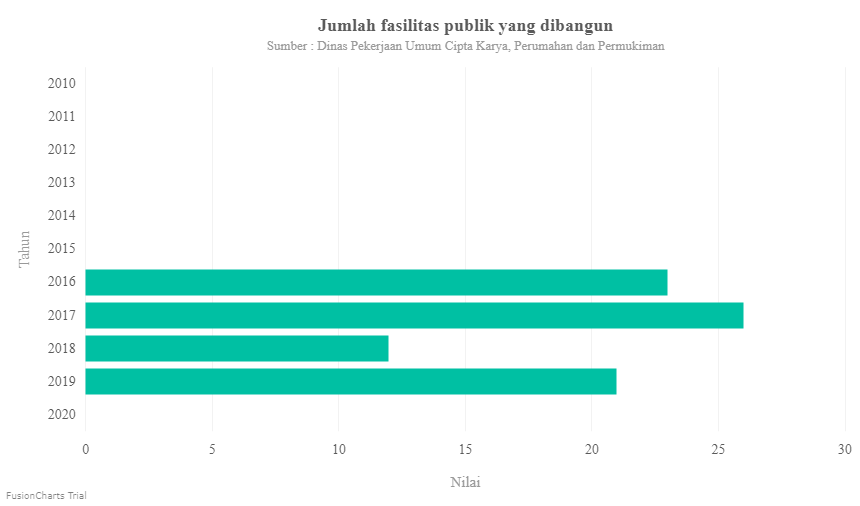 Jumlah fasilitas publik yang dibangun
Sumber : Dinas Pekerjaan Umum Cipta Karya, Perumahan dan Permukiman
Tahun
2010
2011
2012
2013
2014
2015
2016
2017
2018
2019
2020
0 5 10 15 20 25 30
Nilai
FusionCharts Trial